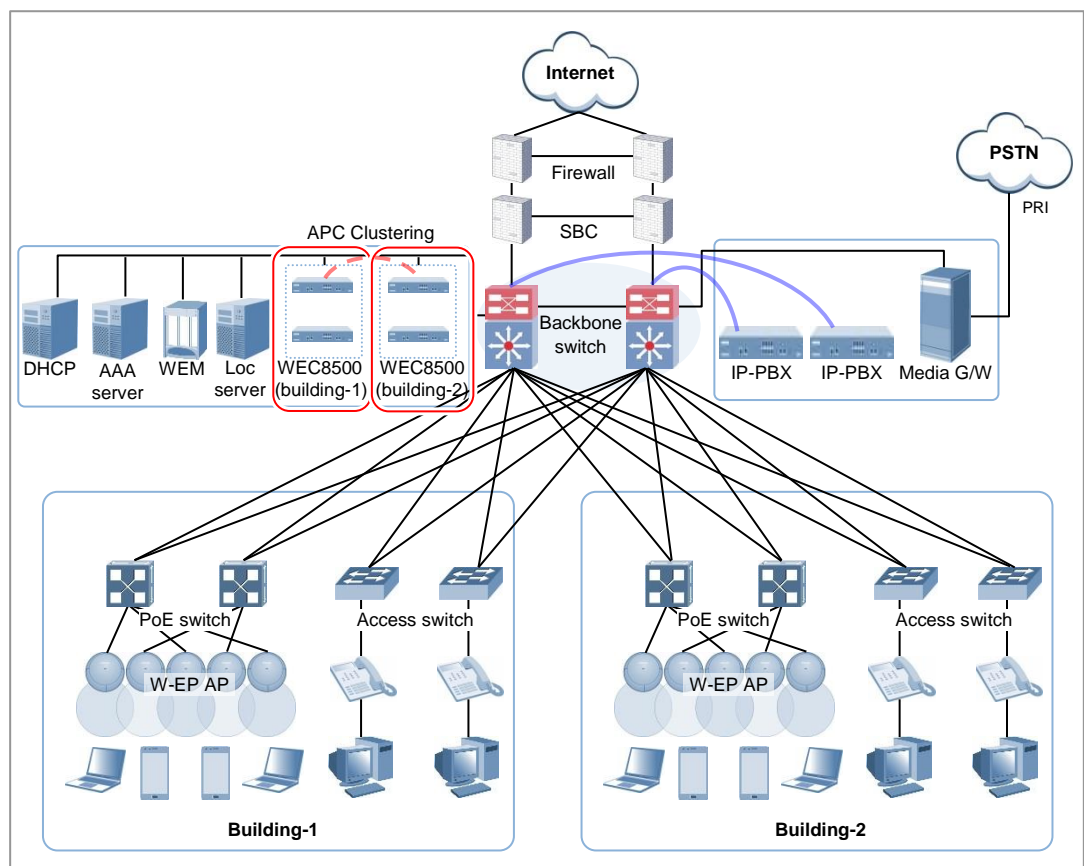 Internet
PSTN
Firewall
PRI
SBC
APC Clustering
Backbone
switch
DHCP
AAA
server
WEM
Loc
server
WEC8500
(building-1)
WEC8500
(building-2)
IP-PBX
IP-PBX
Media G/W
PoE switch
Access switch
PoE switch
Access switch
W-EP AP
W-EP AP
Building-1
Building-2